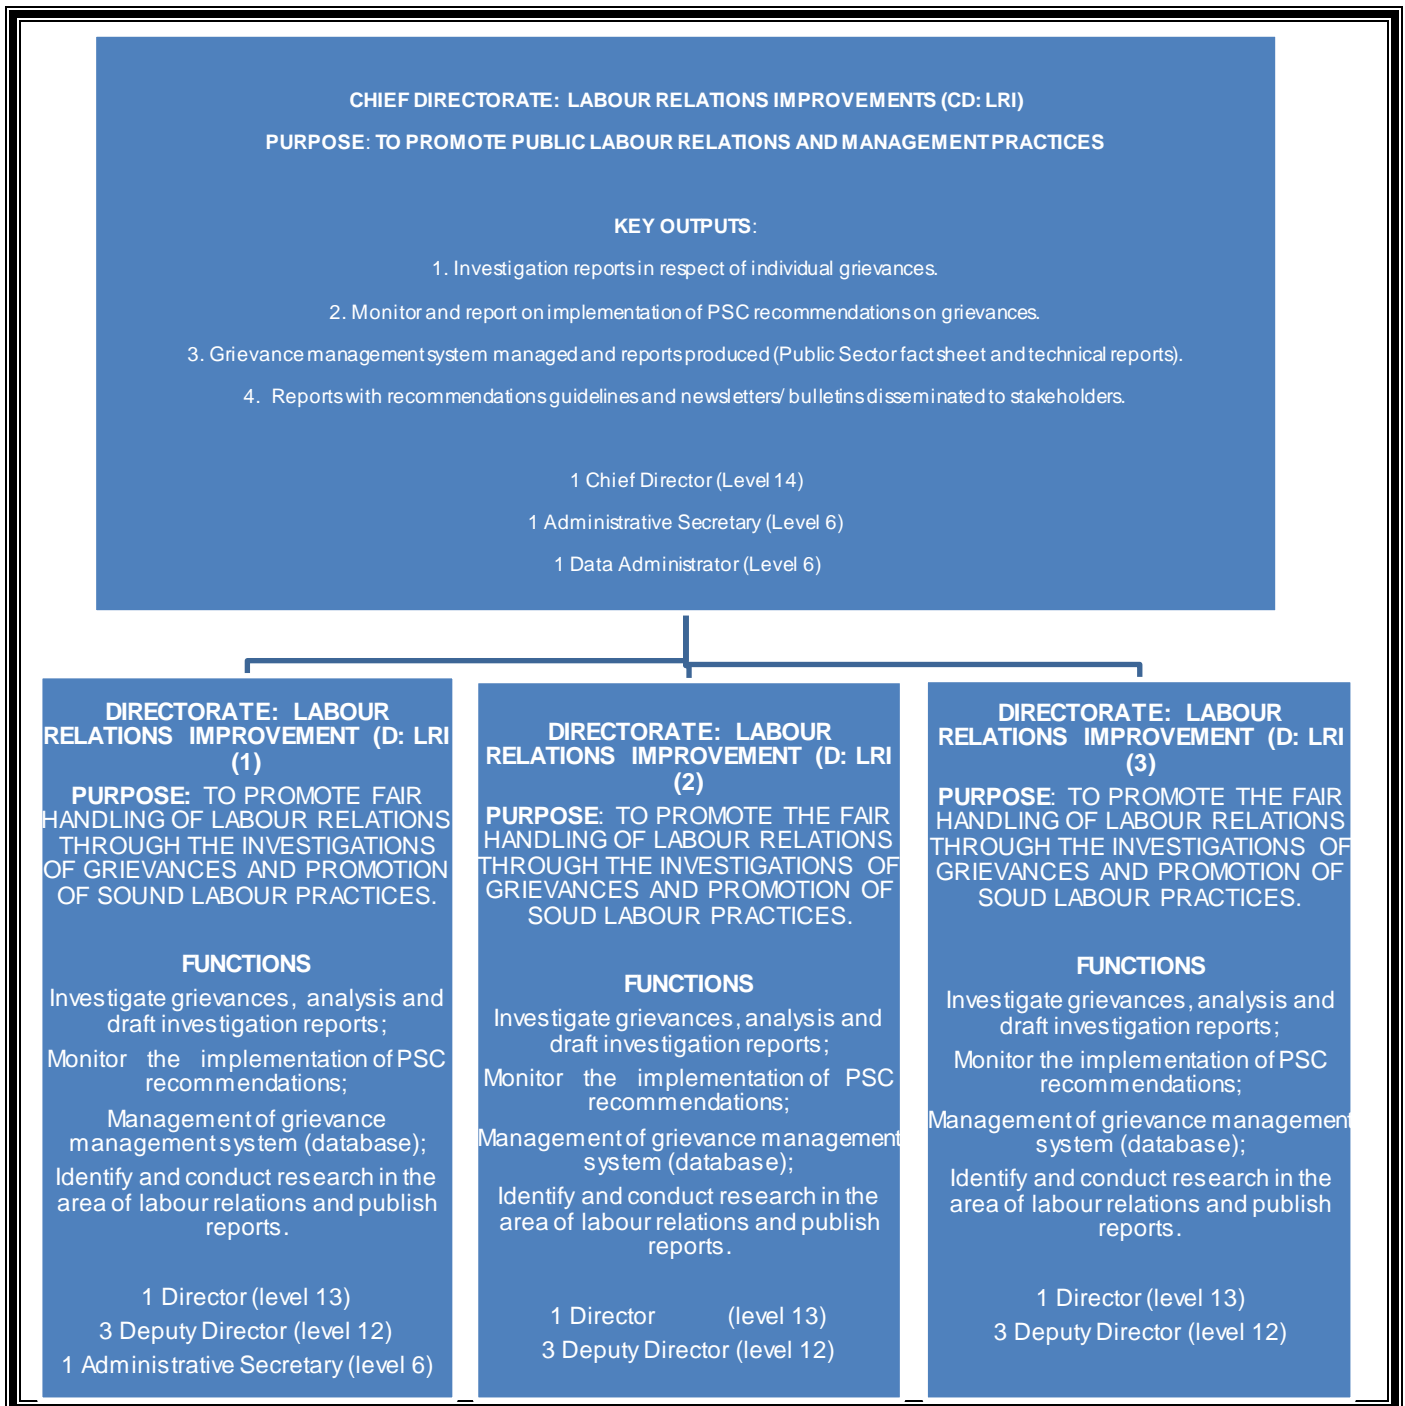 CHIEF DIRECTORATE: LABOUR RELATIONS IMPROVEMENTS (CD: LRI)
PURPOSE: TO PROMOTE PUBLIC LABOUR RELATIONS AND MANAGEMENT PRACTICES
KEY OUTPUTS:
1. Investigation reports in respect of individual grievances.
2. Monitor and report on implementation of PSC recommendations on grievances.
3. Grievance management system managed and reports produced (Public Sector fact sheet and technical reports).
4. Reports with recommendations guidelines and newsletters/ bulletins disseminated to stakeholders.
1 Chief Director (Level 14)
1 Administrative Secretary (Level 6)
1 Data Administrator (Level 6)
DIRECTORATE: LABOUR
RELATIONS IMPROVEMENT (D: LRI
(1)
PURPOSE: TO PROMOTE FAIR
HANDLING OF LABOUR RELATIONS
THROUGH THE INVESTIGATIONS
OF GRIEVANCES AND PROMOTION
OF SOUND LABOUR PRACTICES.
FUNCTIONS
Investigate grievances, analysis and
draft investigation reports;
Monitor the implementation of PSC
recommendations;
Management of grievance
management system (database);
Identify and conduct research in the
area of labour relations and publish
reports.
1 Director (level 13)
3 Deputy Director (level 12)
1 Administrative Secretary (level 6)
DIRECTORATE: LABOUR
RELATIONS IMPROVEMENT (D: LRI
(2)
PURPOSE: TO PROMOTE THE FAIR
HANDLING OF LABOUR RELATIONS
THROUGH THE INVESTIGATIONS OF
GRIEVANCES AND PROMOTION OF
SOUD LABOUR PRACTICES.
FUNCTIONS
Investigate grievances, analysis and
draft investigation reports;
Monitor the implementation of PSC
recommendations;
Management of grievance management
system (database);
Identify and conduct research in the
area of labour relations and publish
reports.
1 Director (level 13)
3 Deputy Director (level 12)
DIRECTORATE: LABOUR
RELATIONS IMPROVEMENT (D: LRI
(3)
PURPOSE: TO PROMOTE THE FAIR
HANDLING OF LABOUR RELATIONS
THROUGH THE INVESTIGATIONS OF
GRIEVANCES AND PROMOTION OF
SOUD LABOUR PRACTICES.
FUNCTIONS
Investigate grievances, analysis and
draft investigation reports;
Monitor the implementation of PSC
recommendations;
Management of grievance management
system (database);
Identify and conduct research in the
area of labour relations and publish
reports.
1 Director (level 13)
3 Deputy Director (level 12)